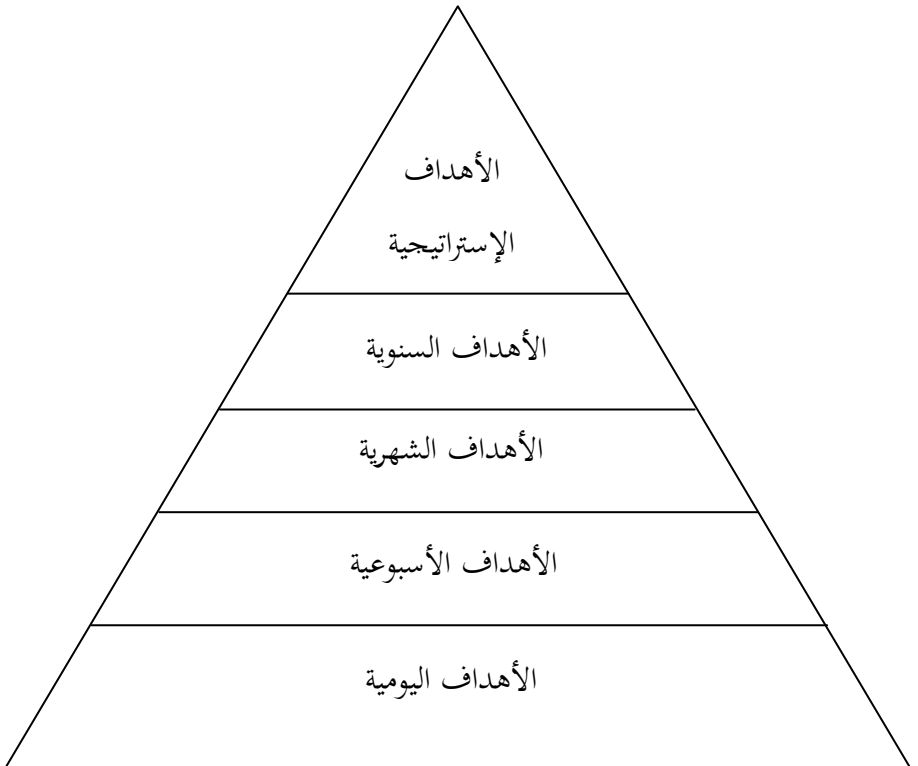 الأهداف
الإستراتيجية
الأهداف السنوية
الأهداف الشهرية
الأهداف الأسبوعية
الأهداف اليومية